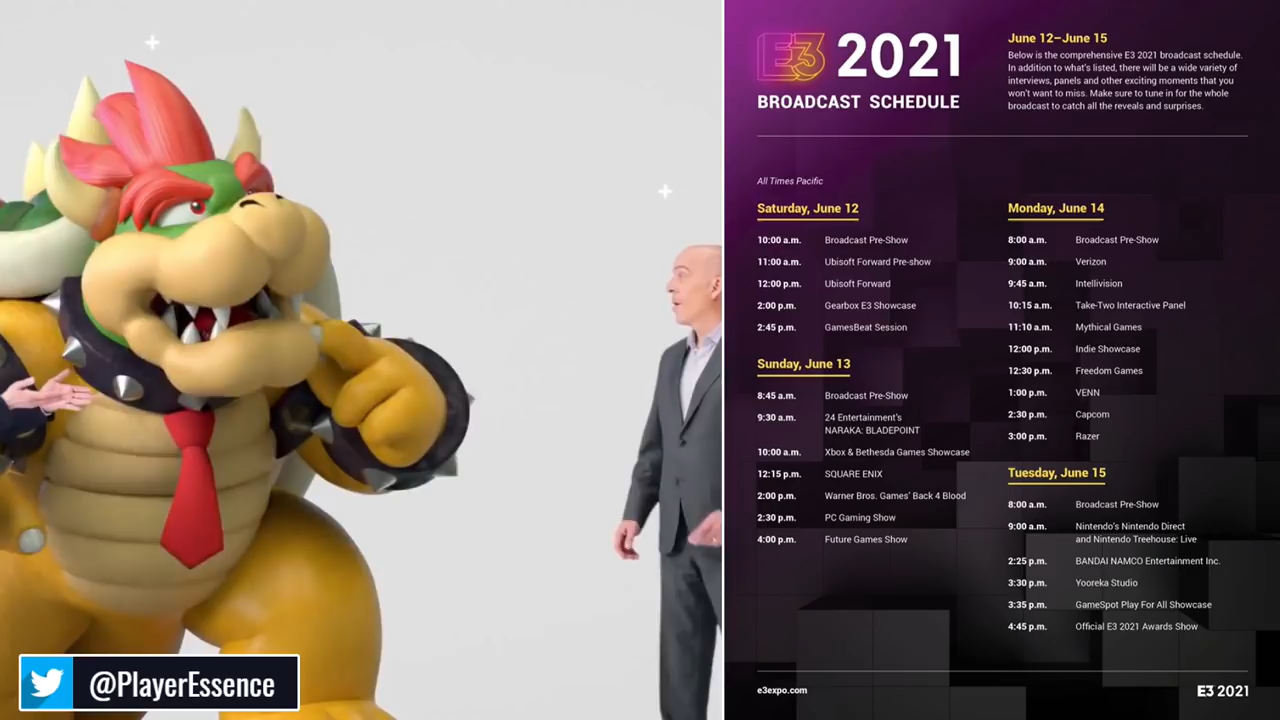 E3 2021
BROADCAST SCHEDULE
June 12–June 15
Below is the comprehensive E3 2021 broadcast schedule.
In addition to what's listed, there will be a wide variety of
interviews, panels and other exciting moments that you
won't want to miss. Make sure to tune in for the whole
broadcast to catch all the reveals and surprises.
All Times Pacific
Saturday, June 12
10:00 a.m. Broadcast Pre-Show
11:00 a.m. Ubisoft Forward Pre-show
12:00 p.m. Ubisoft Forward
2:00 p.m. Gearbox E3 Showcase
2:45 p.m. GamesBeat Session
Sunday, June 13
8:45 a.m. Broadcast Pre-Show
9:30 a.m. 24 Entertainment's
NARAKA: BLADEPOINT
10:00 a.m. Xbox & Bethesda Games Showcase
12:15 p.m. SQUARE ENIX
2:00 p.m. Warner Bros. Games' Back 4 Blood
2:30 p.m. PC Gaming Show
4:00 p.m. Future Games Show
Monday, June 14
8:00 a.m. Broadcast Pre-Show
9:00 a.m. Verizon
9:45 a.m. Intellivision
10:15 a.m. Take-Two Interactive Panel
11:10 a.m. Mythical Games
12:00 p.m. Indie Showcase
12:30 p.m. Freedom Games
1:00 p.m. VENN
2:30 p.m. Capcom
3:00 p.m. Razer
Tuesday, June 15
8:00 a.m. Broadcast Pre-Show
9:00 a.m. Nintendo's Nintendo Direct
and Nintendo Treehouse: Live
2:25 p.m. BANDAI NAMCO Entertainment Inc.
3:30 p.m. Yooreka Studio
3:35 p.m. GameSpot Play For All Showcase
4:45 p.m. Official E3 2021 Awards Show
e3expo.com
E3 2021
@PlayerEssence